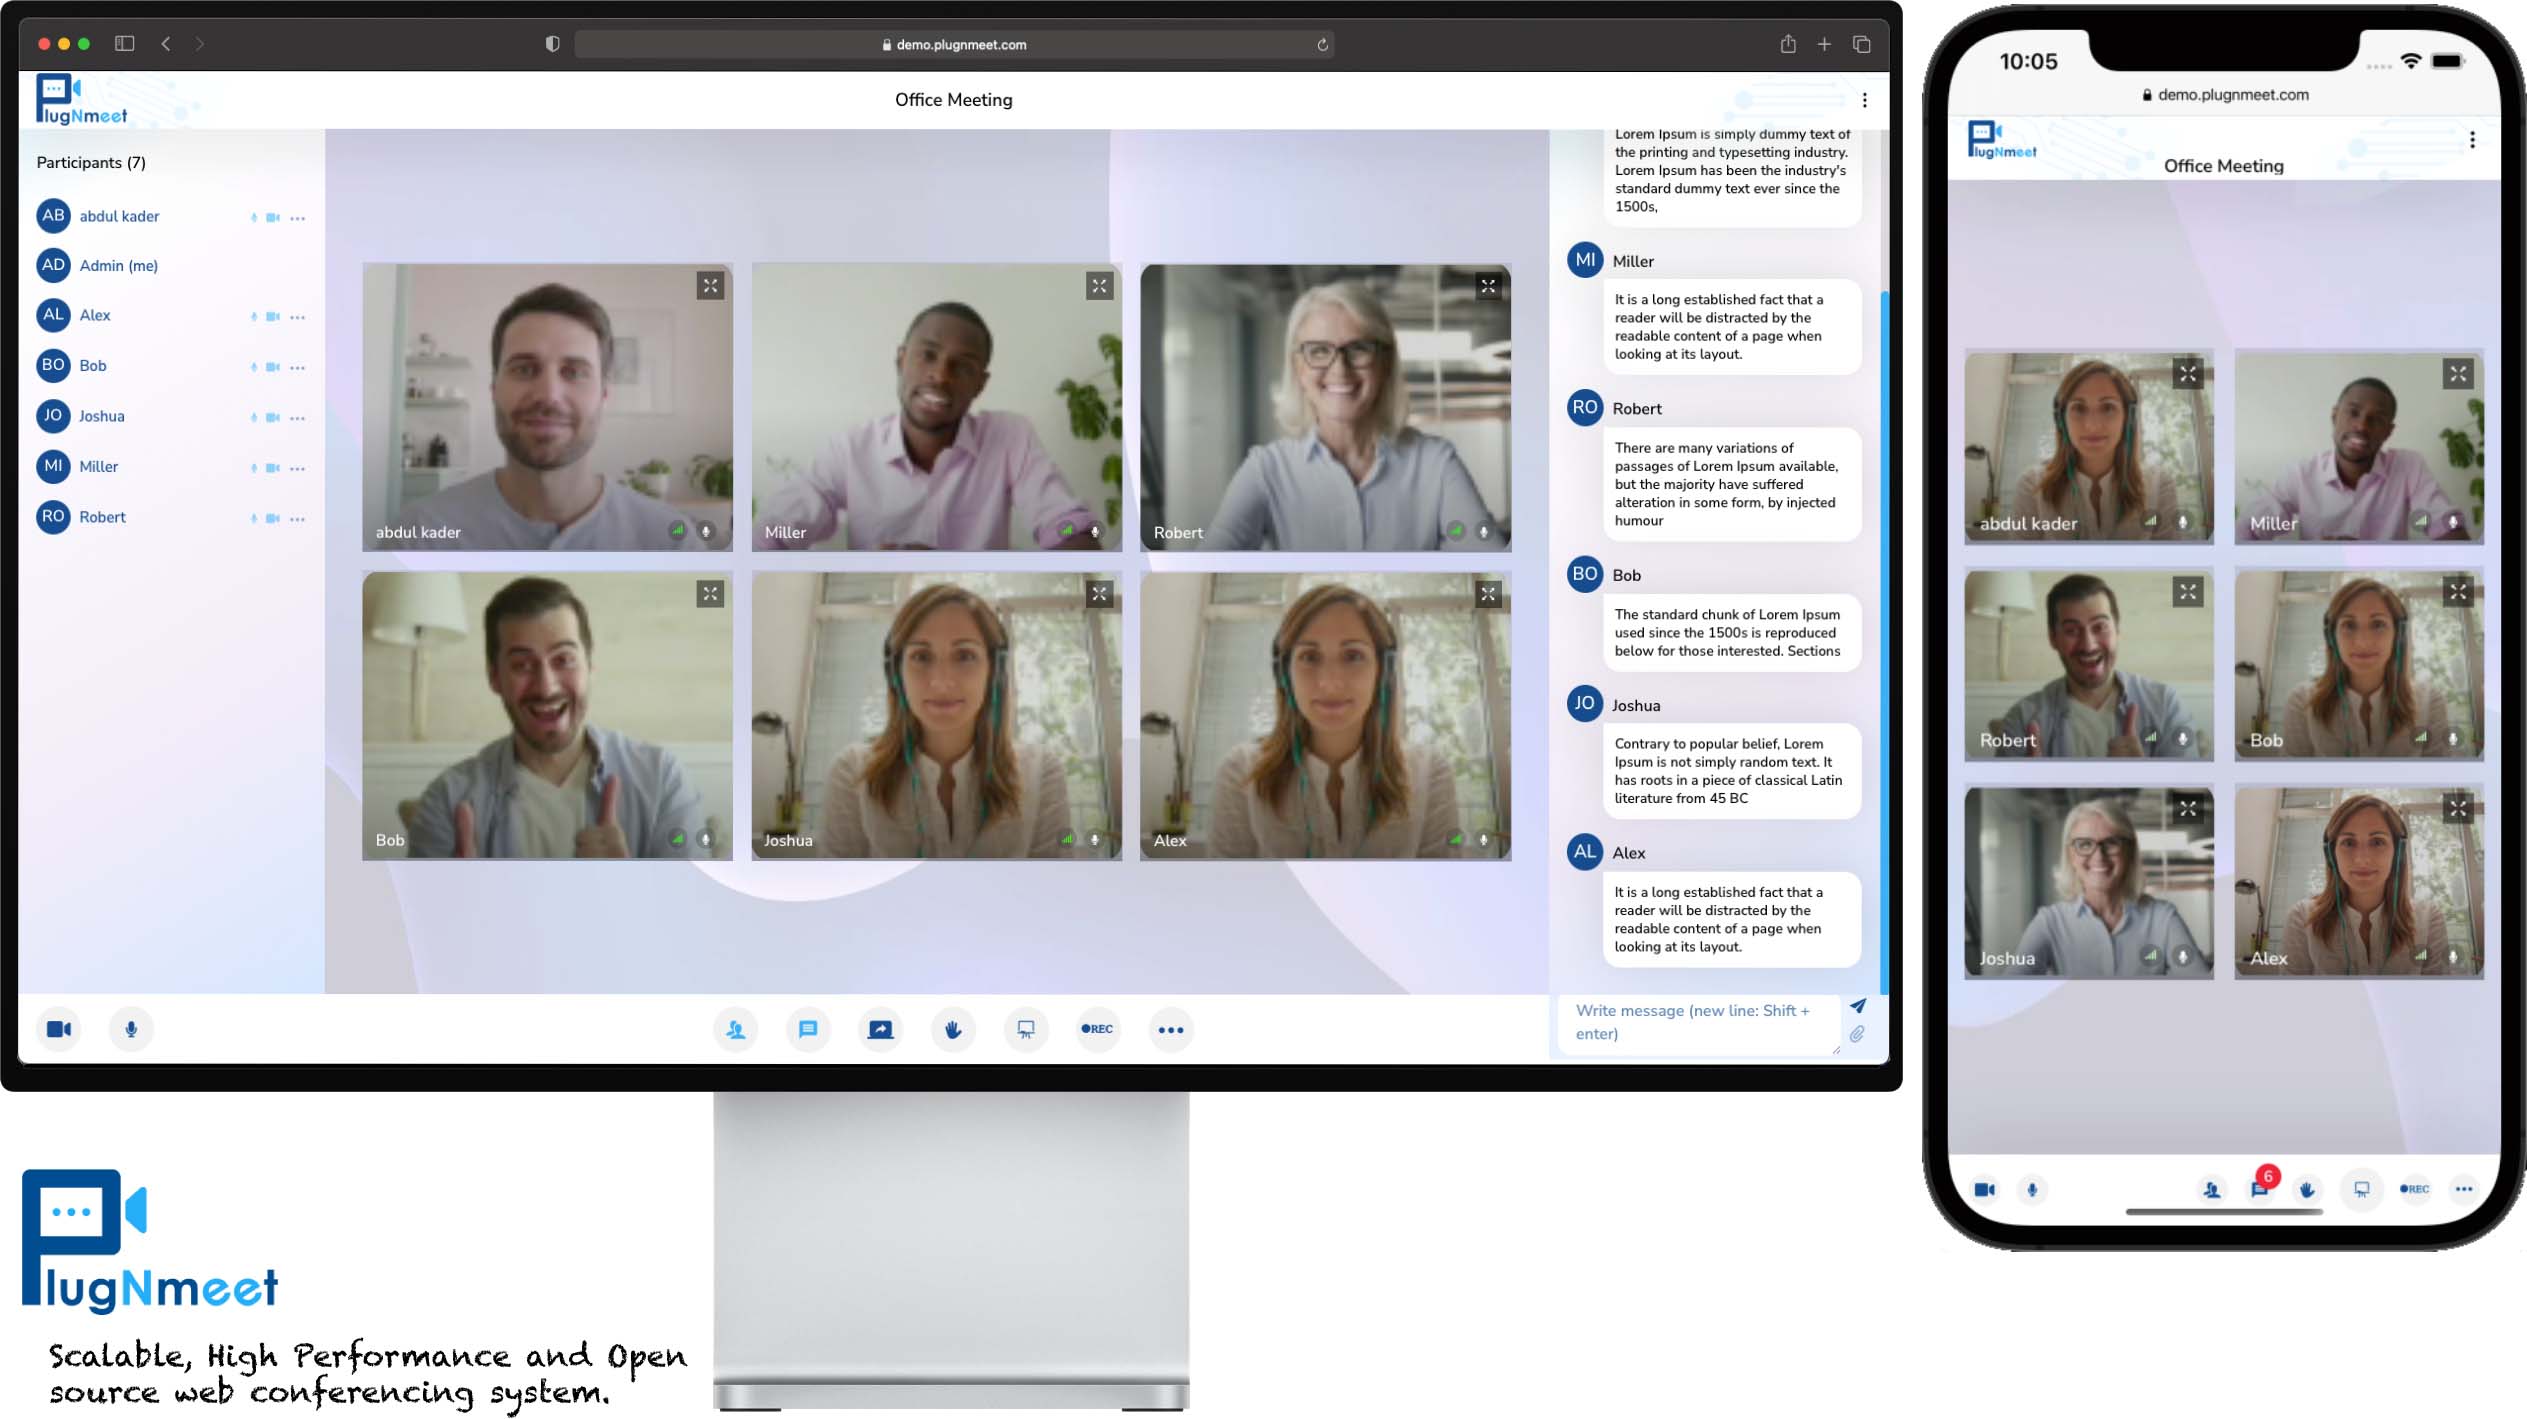 demo.plugnmeet.com
PlugNmeet
Office Meeting
Participants (7)
AB abdul kader
AD Admin (me)
AL Alex
BO Bob
JO Joshua
MI Miller
RO Robert
abdul kader
Miller
Robert
Bob
Joshua
Alex
Lorem Ipsum is simply dummy text of
the printing and typesetting industry.
Lorem Ipsum has been the industry's
standard dummy text ever since the
1500s,
MI Miller
It is a long established fact that a
reader will be distracted by the
readable content of a page when
looking at its layout.
RO Robert
There are many variations of
passages of Lorem Ipsum available,
but the majority have suffered
alteration in some form, by injected
humour
BO Bob
The standard chunk of Lorem Ipsum
used since the 1500s is reproduced
below for those interested. Sections
JO Joshua
Contrary to popular belief, Lorem
Ipsum is not simply random text. It
has roots in a piece of classical Latin
literature from 45 BC
AL Alex
It is a long established fact that a
reader will be distracted by the
readable content of a page when
looking at its layout.
Write message (new line: Shift +
enter)
REC
10:05
demo.plugnmeet.com
PlugNmeet
Office Meeting
abdul kader
Miller
Robert
Bob
Joshua
Alex
6
REC
PlugNmeet
Scalable, High Performance and Open
source web conferencing system.